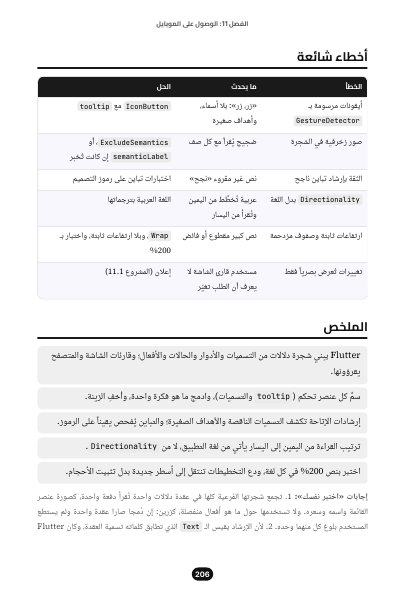 الفصل 11: الوصول على الموبايل
أخطاء شائعة
الخطأ ما يحدث الحل
أيقونات مرسومة بـ «زر، زر»: بلا أسماء، IconButton مع tooltip
GestureDetector وأهداف صغيرة
صور زخرفية في الشجرة ضجيج يُقرأ مع كل صف ExcludeSemantics، أو
semanticLabel إن كانت تُخبر
الثقة بإرشاد تباين ناجح نص غير مقروء «نجح» اختبارات تباين على رموز التصميم
Directionality بدل اللغة عربية تُخطَّط من اليمين اللغة العربية بترجماتها
وتُقرأ من اليسار
ارتفاعات ثابتة وصفوف مزدحمة نص كبير مقطوع أو فائض Wrap، وبلا ارتفاعات ثابتة، واختبار بـ
200%
تغييرات تُعرض بصرياً فقط مستخدم قارئ الشاشة لا إعلان (المشروع 11.1)
يعرف أن الطلب تغيّر
الملخص
Flutter يبني شجرة دلالات من التسميات والأدوار والحالات والأفعال؛ وقارئات الشاشة والمتصفح
يقرؤونها.
سمِّ كل عنصر تحكم (tooltip والتسميات)، وادمج ما هو فكرة واحدة، وأخفِ الزينة.
إرشادات الإتاحة تكشف التسميات الناقصة والأهداف الصغيرة؛ والتباين يُفحص يقيناً على الرموز.
ترتيب القراءة من اليمين إلى اليسار يأتي من لغة التطبيق، لا من Directionality.
اختبر بنص 200% في كل لغة، ودع التخطيطات تنتقل إلى أسطر جديدة بدل تثبيت الأحجام.
إجابات «اختبر نفسك»: 1. تجمع شجرتها الفرعية كلها في عقدة دلالات واحدة تُقرأ دفعة واحدة، كصورة عنصر
القائمة واسمه وسعره. ولا تستخدمها حول ما هو أفعال منفصلة، كزرين: إن دُمجا صارا عقدة واحدة ولم يستطع
المستخدم بلوغ كل منهما وحده. 2. لأن الإرشاد يقيس الـ Text الذي تطابق كلماته تسمية العقدة، وكان Flutter
206